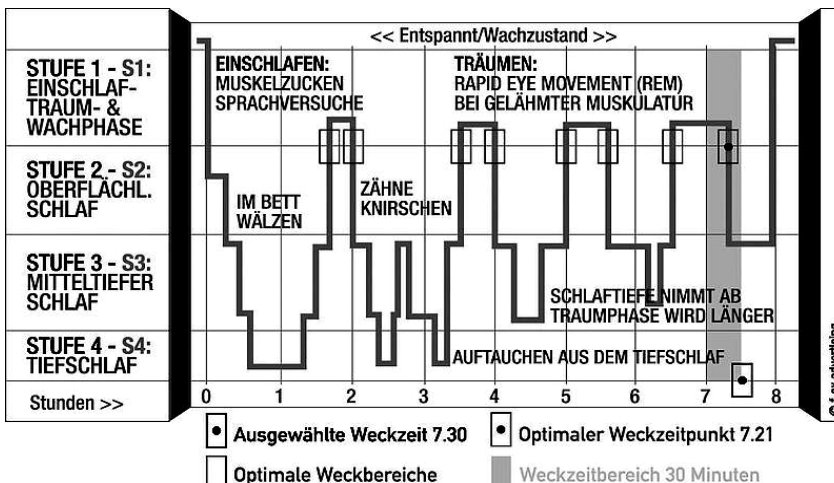 << Entspannt/Wachzustand >>
STUFE 1 - S1:
EINSCHLAF-
TRAUM- &
WACHPHASE
EINSCHLAFEN:
MUSKELZUCKEN
SPRACHVERSUCHE
TRÄUMEN:
RAPID EYE MOVEMENT (REM)
BEI GELÄHMTER MUSKULATUR
STUFE 2 - S2:
OBERFLÄCHL.
SCHLAF
IM BETT
WÄLZEN
ZÄHNE
KNIRSCHEN
STUFE 3 - S3:
MITTELTIEFER
SCHLAF
SCHLAFTIEFE NIMMT AB
TRAUMPHASE WIRD LÄNGER
STUFE 4 - S4:
TIEFSCHLAF
AUFTAUCHEN AUS DEM TIEFSCHLAF
Stunden >>
0 1 2 3 4 5 6 7 8
Ausgewählte Weckzeit 7.30
Optimaler Weckzeitpunkt 7.21
Optimale Weckbereiche
Weckzeitbereich 30 Minuten